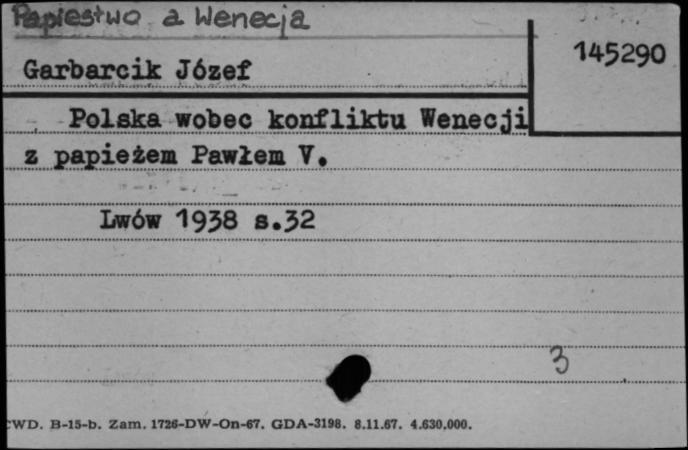 Papiestwo a Wenecja
145290
Garbarcik Józef
Polska wobec konfliktu Wenecji
z papieżem Pawłem V.
Lwów 1938 s.32
3
CWD. B-15-b. Zam. 1726-DW-On-67. GDA-3198. 8.11.67. 4.630.000.